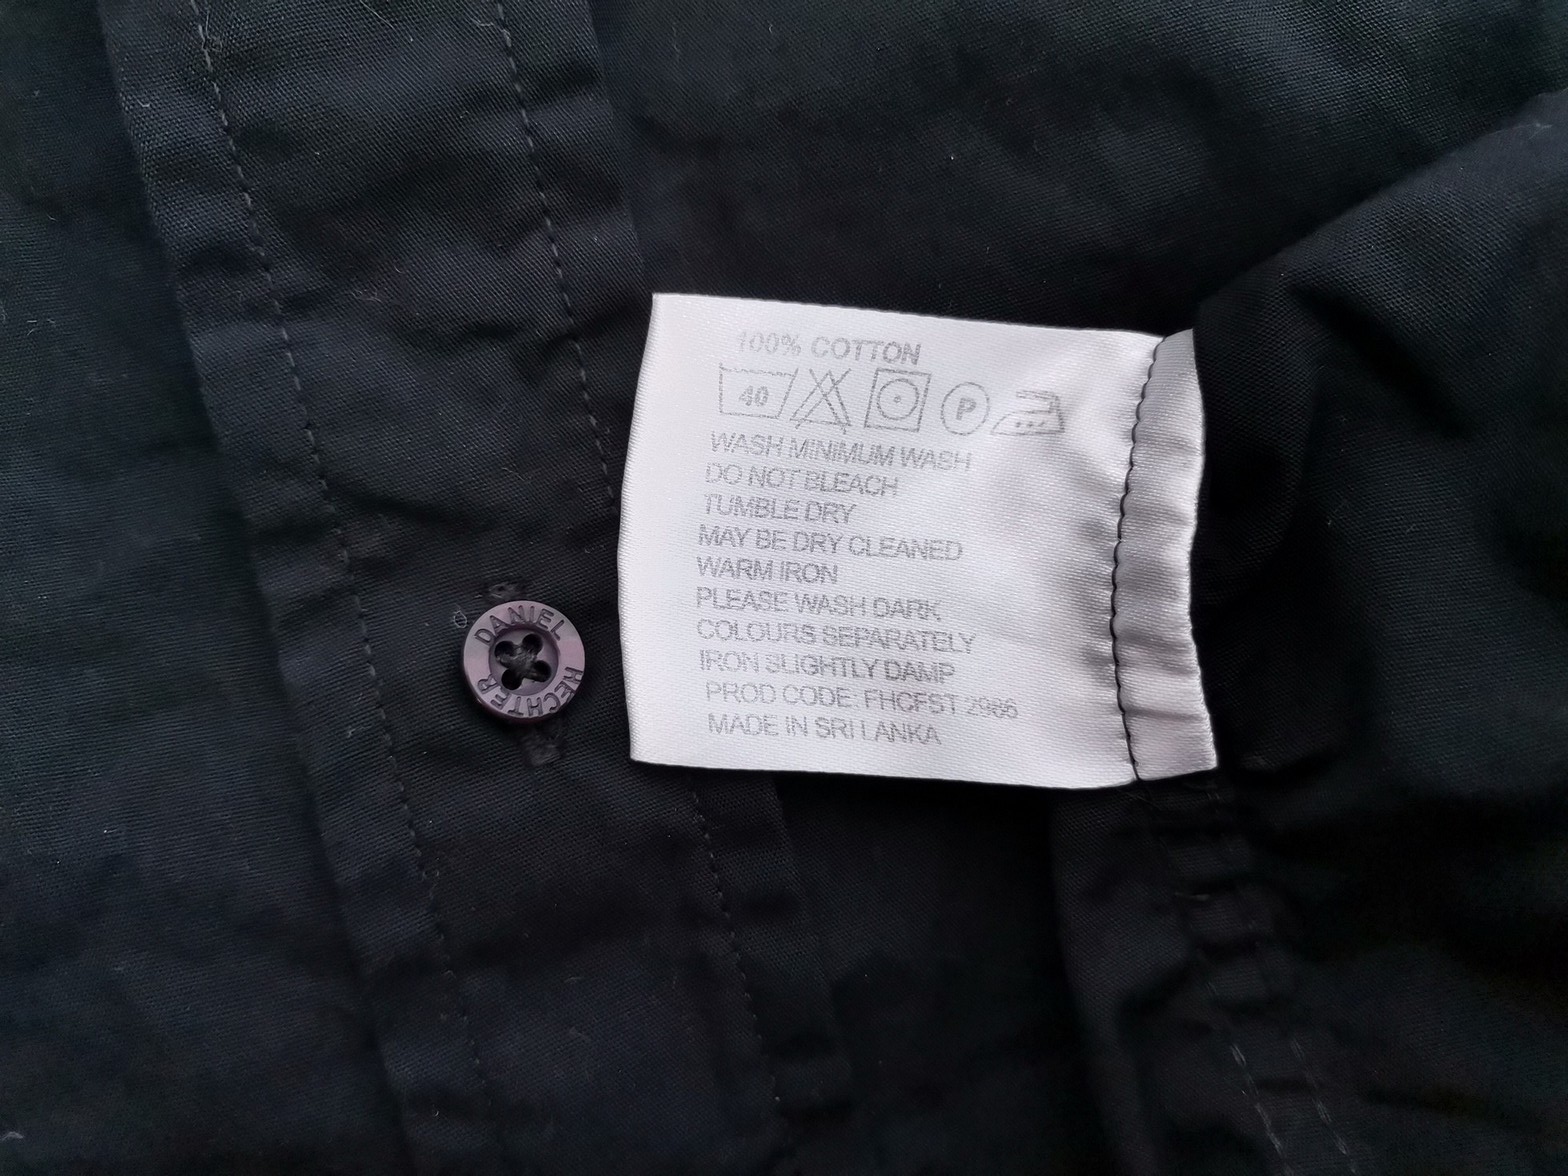 100% COTTON
40 P
WASH MINIMUM WASH
DO NOT BLEACH
TUMBLE DRY
MAY BE DRY CLEANED
WARM IRON
PLEASE WASH DARK
COLOURS SEPARATELY
IRON SLIGHTLY DAMP
PROD CODE: FHCFST 2986
MADE IN SRI LANKA
DANIEL
HECHTER